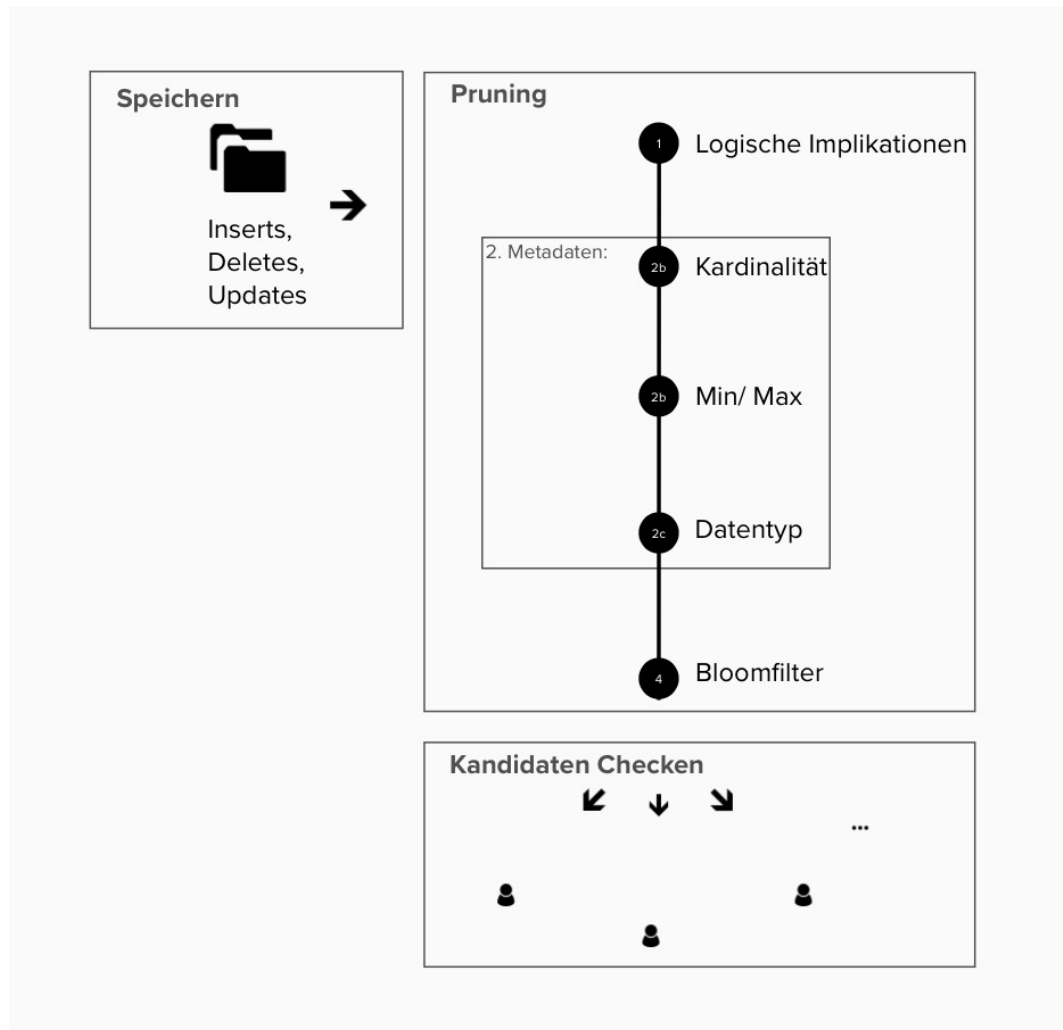 Speichern
Inserts,
Deletes,
Updates
Pruning
1 Logische Implikationen
2. Metadaten:
2b Kardinalität
2b Min/ Max
2c Datentyp
4 Bloomfilter
Kandidaten Checken
...